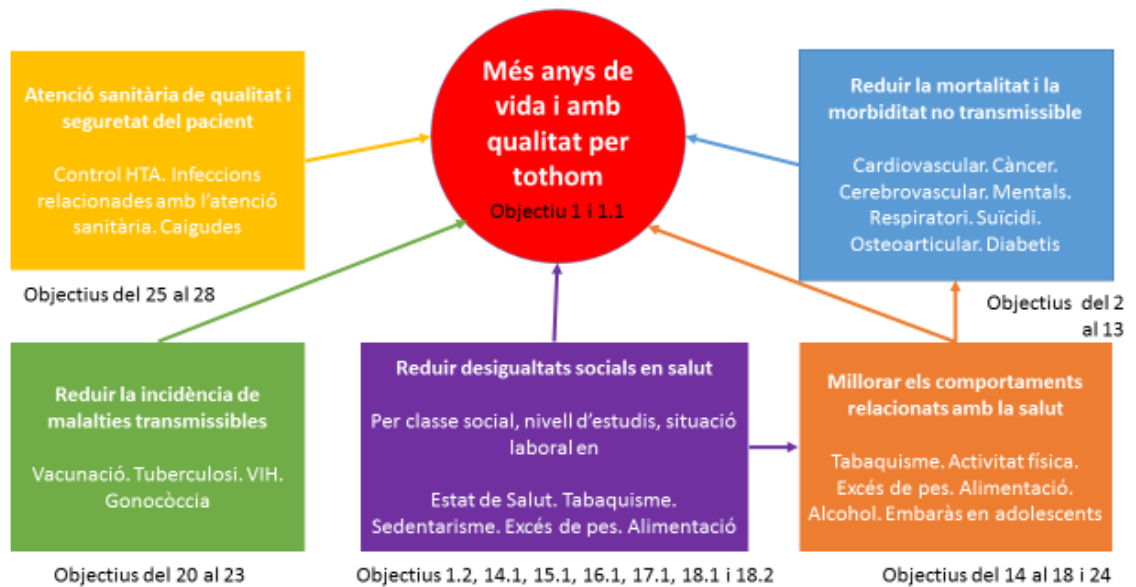 Més anys de
vida i amb
qualitat per
tothom
Objectiu 1 i 1.1
Atenció sanitària de qualitat i
seguretat del pacient
Control HTA. Infeccions
relacionades amb l'atenció
sanitària. Caigudes
Objectius del 25 al 28
Reduir la mortalitat i la
morbiditat no transmissible
Cardiovascular. Càncer.
Cerebrovascular. Mentals.
Respiratori. Suïcidi.
Osteoarticular. Diabetis
Objectius del 2
al 13
Reduir la incidència de
malalties transmissibles
Vacunació. Tuberculosi. VIH.
Gonocòccia
Objectius del 20 al 23
Reduir desigualtats socials en salut
Per classe social, nivell d'estudis, situació
laboral en
Estat de Salut. Tabaquisme.
Sedentarisme. Excés de pes. Alimentació
Objectius 1.2, 14.1, 15.1, 16.1, 17.1, 18.1 i 18.2
Millorar els comportaments
relacionats amb la salut
Tabaquisme. Activitat física.
Excés de pes. Alimentació.
Alcohol. Embaràs en adolescents
Objectius del 14 al 18 i 24